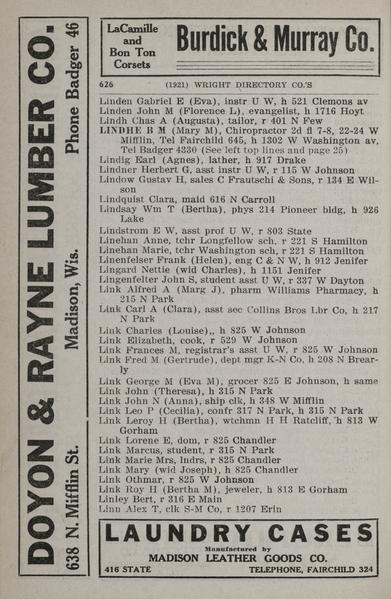 DOYON & RAYNE LUMBER CO.
638 N. Mifflin St. Madison, Wis. Phone Badger 46
LaCamille
and
Bon Ton
Corsets
Burdick & Murray Co.
626 (1921) WRIGHT DIRECTORY CO.'S
Linden Gabriel E (Eva), instr U W, h 521 Clemons av
Linden John M (Florence L), evangelist, h 1716 Hoyt
Lindh Chas A (Augusta), tailor, r 401 N Few
LINDHE B M (Mary M), Chiropractor 2d fl 7-8, 22-24 W
Mifflin, Tel Fairchild 645, h 1302 W Washington av,
Tel Badger 4330 (See left top lines and page 25)
Lindig Earl (Agnes), lather, h 917 Drake
Lindner Herbert G, asst instr U W, r 115 W Johnson
Lindow Gustav H, sales C Frautschi & Sons, r 134 E Wil-
son
Lindquist Clara, maid 616 N Carroll
Lindsay Wm T (Bertha), phys 214 Pioneer bldg, h 926
Lake
Lindstrom E W, asst prof U W, r 803 State
Linehan Anne, tchr Longfellow sch, r 221 S Hamilton
Linehan Marie, tchr Washington sch, r 221 S Hamilton
Linenfelser Frank (Helen), eng C & N W, h 912 Jenifer
Lingard Nettie (wid Charles), h 1151 Jenifer
Lingenfelter John S, student U W, r 337 W Dayton
Link Alfred A (Marg J), pharm Williams Pharmacy, h
215 N Park
Link Carl A (Clara), asst sec Collins Bros Lbr Co, h 217
N Park
Link Charles (Louise),, h 825 W Johnson
Link Elizabeth, cook, r 529 W Johnson
Link Frances M, registrar's asst U W, r 825 W Johnson
Link Fred M (Gertrude), dept mgr K-N Co, h 208 N Brear-
ly
Link George M (Eva M), grocer 825 E Johnson, h same
Link John (Theresa), h 315 N Park
Link John N (Anna), ship clk, h 348 W Mifflin
Link Leo P (Cecilia), confr 317 N Park, h 315 N Park
Link Leroy H (Bertha), wtchmn H H Ratcliff, h 813 W
Gorham
Link Lorene E, dom, r 825 Chandler
Link Marcus, student, r 315 N Park
Link Marie Mrs, lndrs, r 825 Chandler
Link Mary (wid Joseph), h 825 Chandler
Link Othmar, r 825 W Johnson
Link Roy H (Bertha M), jeweler, h 813 E Gorham
Linley Bert, r 316 E Main
Linn Alex T, clk S-M Co, r 1207 Erin
LAUNDRY CASES
Manufactured by
MADISON LEATHER GOODS CO.
416 STATE TELEPHONE, FAIRCHILD 324